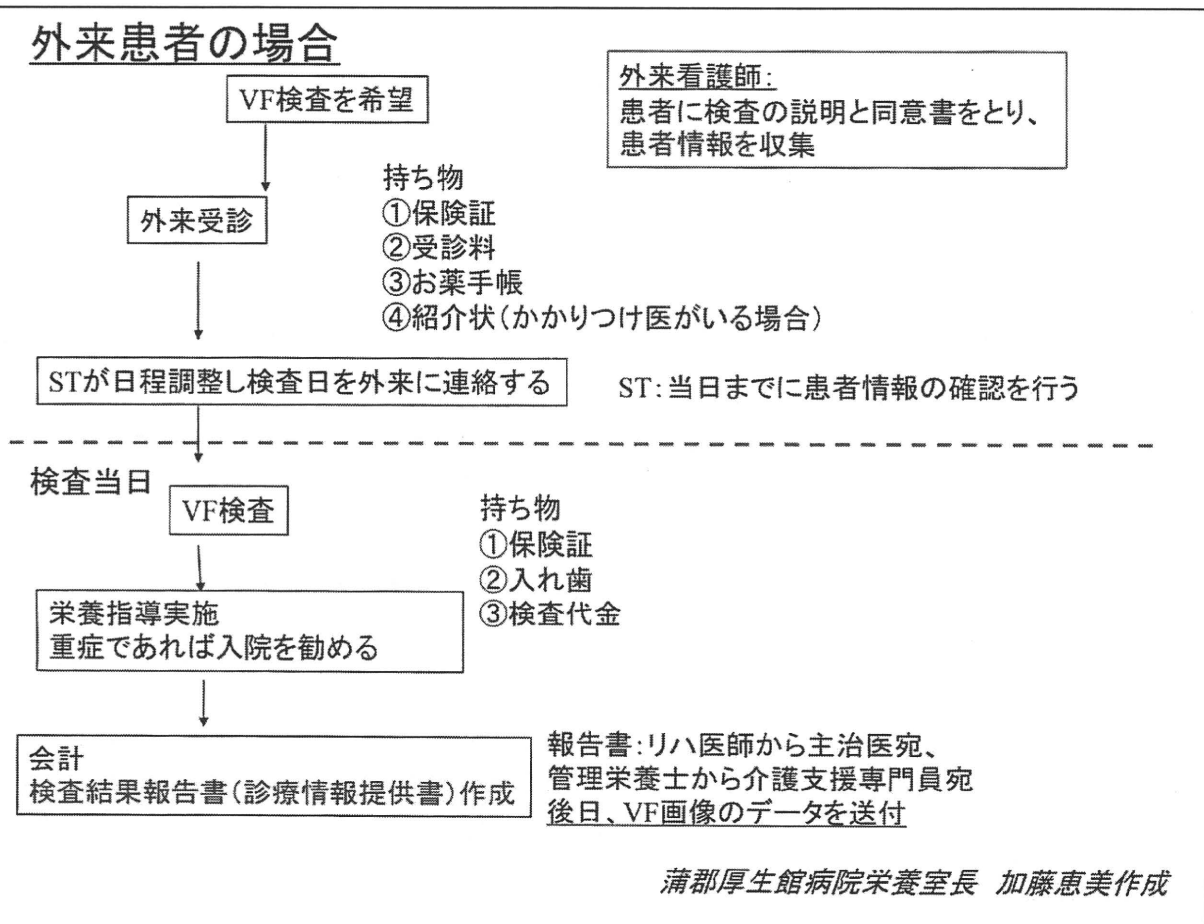 外来患者の場合
VF検査を希望
外来看護師:
患者に検査の説明と同意書をとり、
患者情報を収集
外来受診
持ち物
①保険証
②受診料
③お薬手帳
④紹介状(かかりつけ医がいる場合)
STが日程調整し検査日を外来に連絡する
ST:当日までに患者情報の確認を行う
検査当日
VF検査
持ち物
①保険証
②入れ歯
③検査代金
栄養指導実施
重症であれば入院を勧める
会計
検査結果報告書(診療情報提供書)作成
報告書:リハ医師から主治医宛、
管理栄養士から介護支援専門員宛
後日、VF画像のデータを送付
蒲郡厚生館病院栄養室長 加藤恵美作成